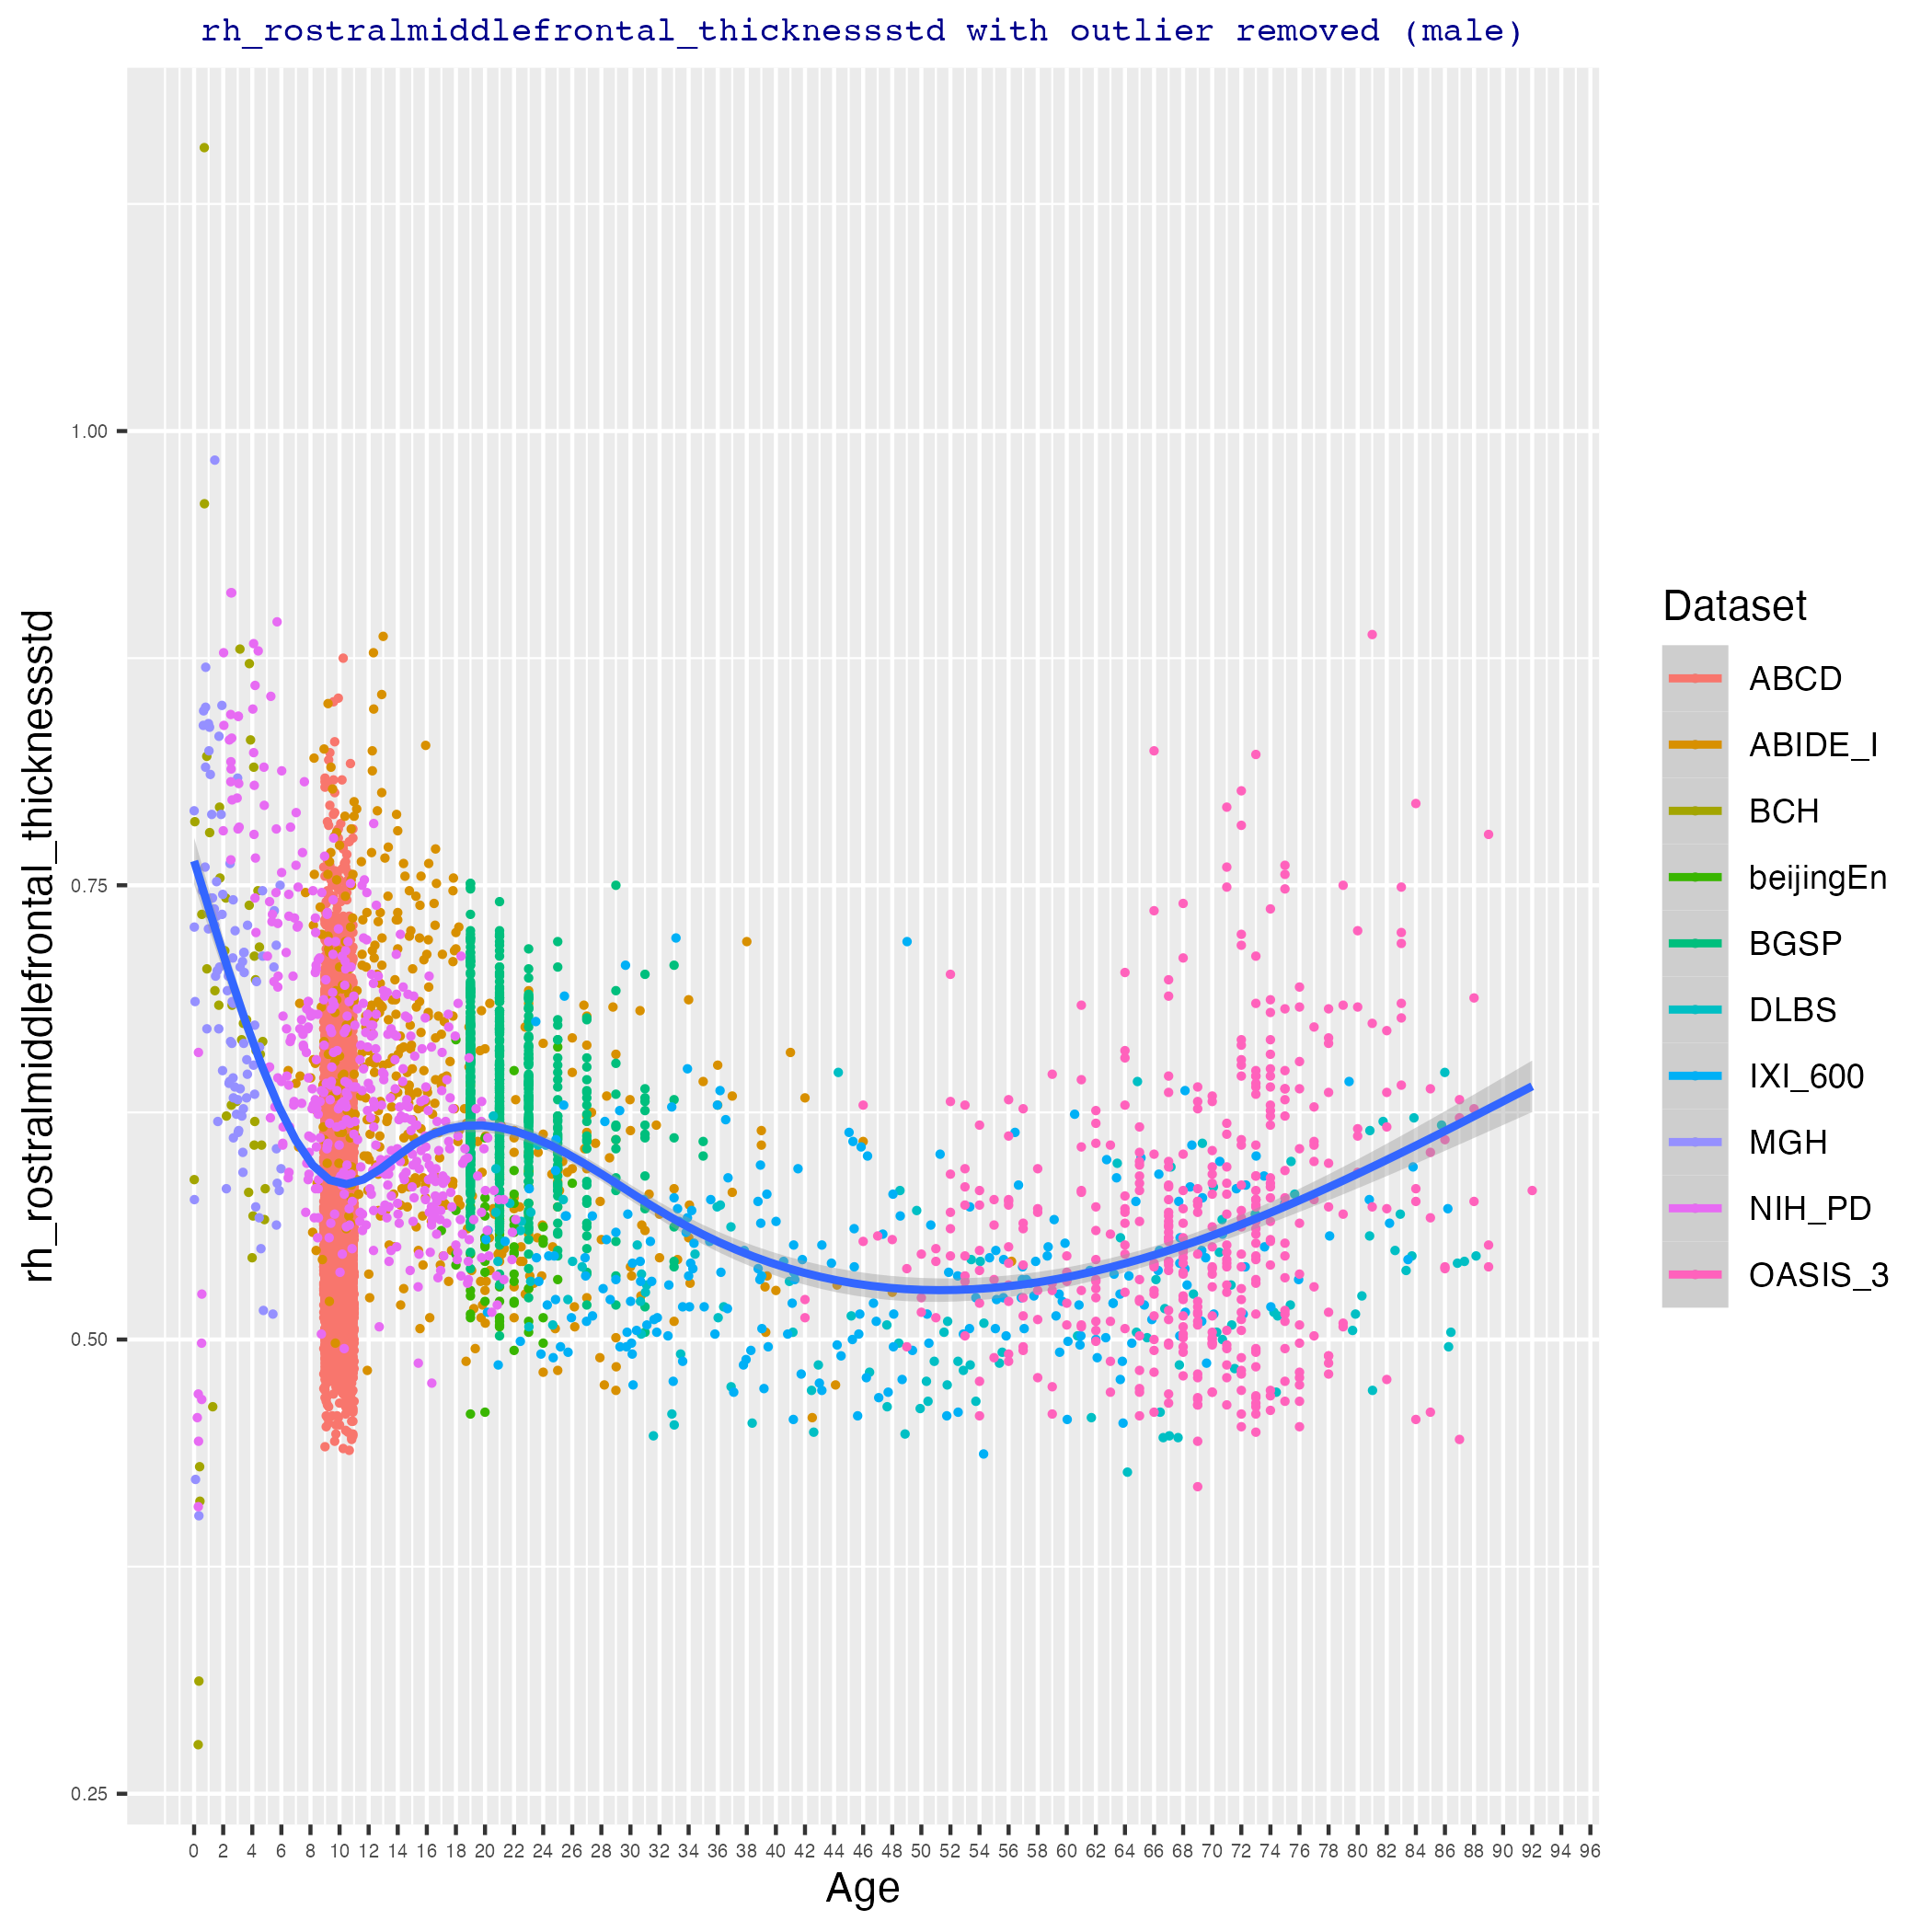 rh_rostralmiddlefrontal_thicknessstd with outlier removed (male)
rh_rostralmiddlefrontal_thicknessstd
1.00
0.75
0.50
0.25
0 2 4 6 8 10 12 14 16 18 20 22 24 26 28 30 32 34 36 38 40 42 44 46 48 50 52 54 56 58 60 62 64 66 68 70 72 74 76 78 80 82 84 86 88 90 92 94 96
Age
Dataset
ABCD
ABIDE_I
BCH
beijingEn
BGSP
DLBS
IXI_600
MGH
NIH_PD
OASIS_3